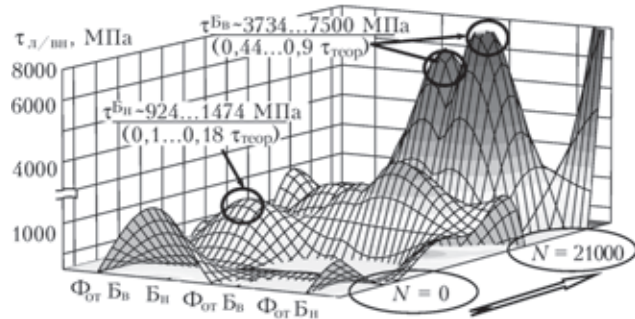 τл/вн, МПа
τБв~3734...7500 МПа
(0,44...0,9 τтеор)
8000
6000
τБн~924...1474 МПа
(0,1...0,18 τтеор)
4000
1000
N = 21000
N = 0
Фот Бв Бн Фот Бв Фот Бн